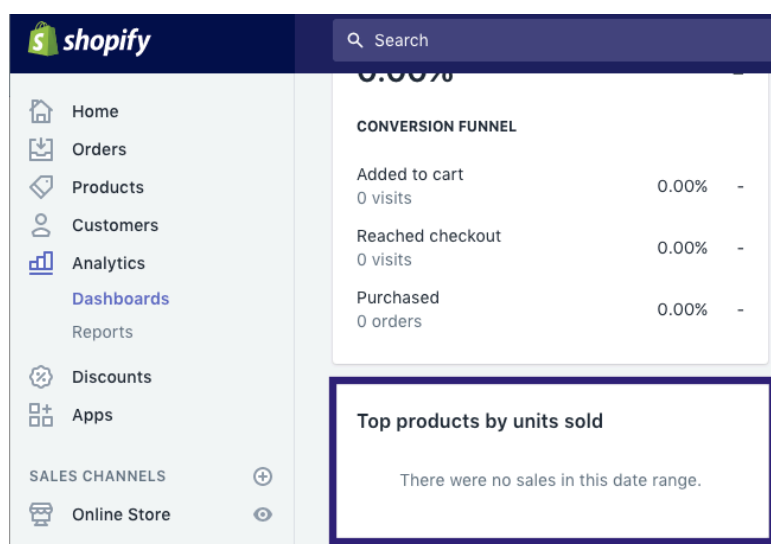 shopify
Search
Home
Orders
Products
Customers
Analytics
Dashboards
Reports
Discounts
Apps
SALES CHANNELS
Online Store
0.00% -
CONVERSION FUNNEL
Added to cart
0 visits
0.00% -
Reached checkout
0 visits
0.00% -
Purchased
0 orders
0.00% -
Top products by units sold
There were no sales in this date range.